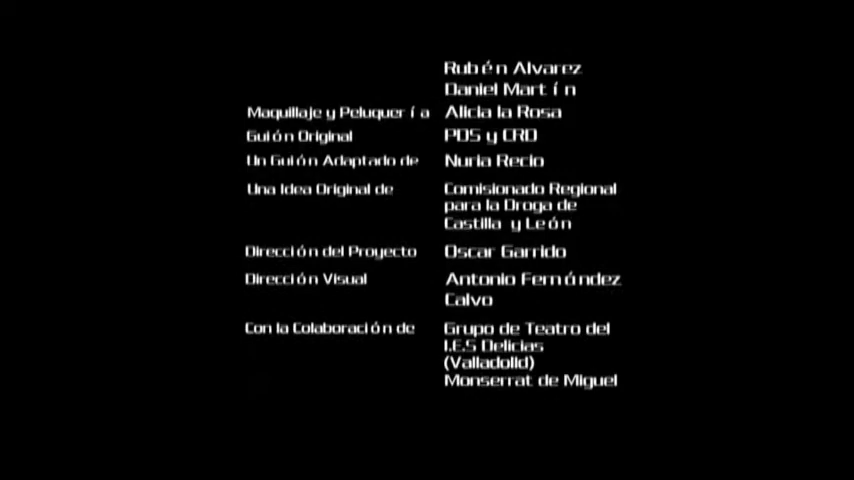 Rubén Alvarez
Daniel Martín
Maquillaje y Peluquería Alicia la Rosa
Guión Original PDS y CRD
Un Guión Adaptado de Nuria Recio
Una Idea Original de Comisionado Regional
para la Droga de
Castilla y León
Dirección del Proyecto Oscar Garrido
Dirección Visual Antonio Fernández
Calvo
Con la Colaboración de Grupo de Teatro del
I.E.S Delicias
(Valladolid)
Monserrat de Miguel